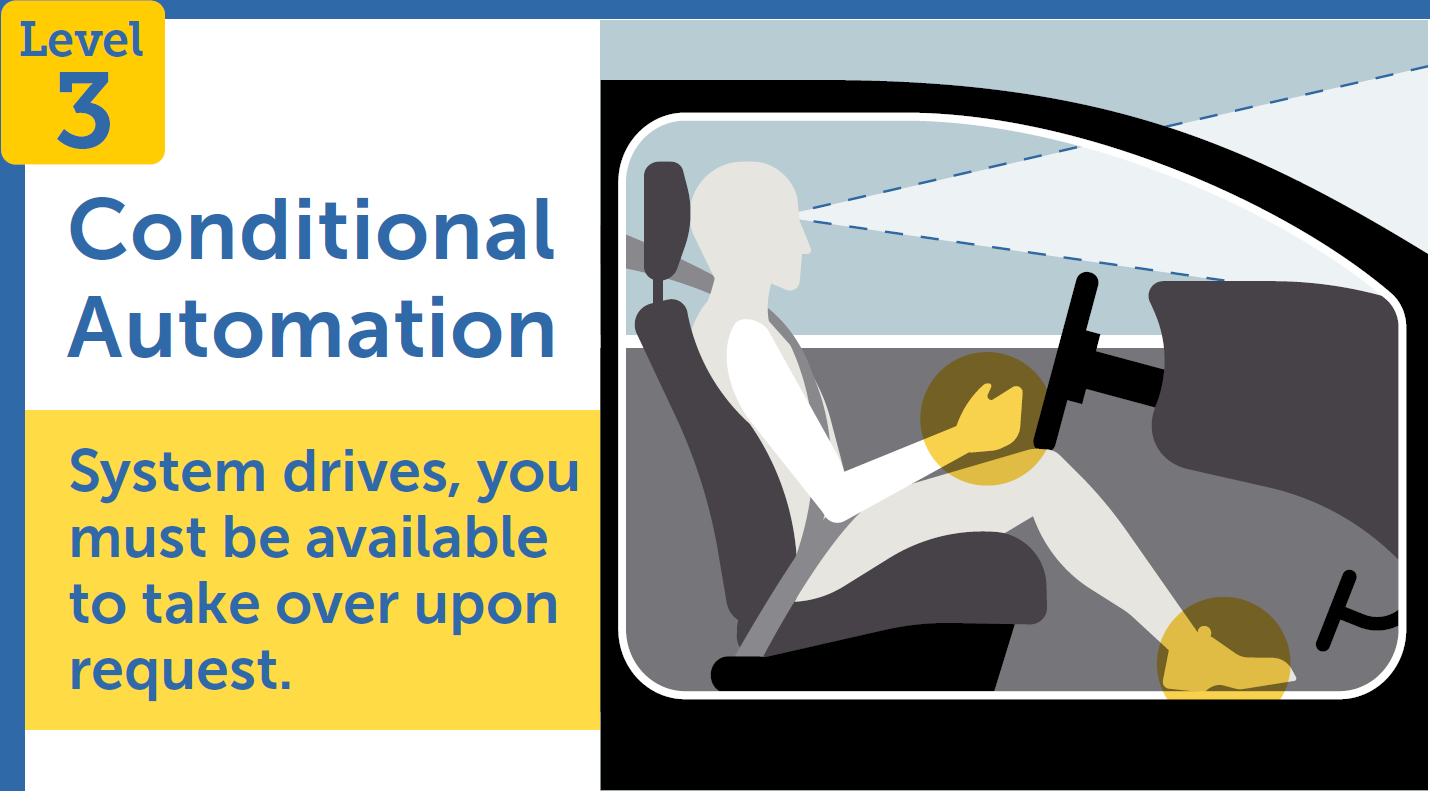 Level
3
Conditional
Automation
System drives, you
must be available
to take over upon
request.